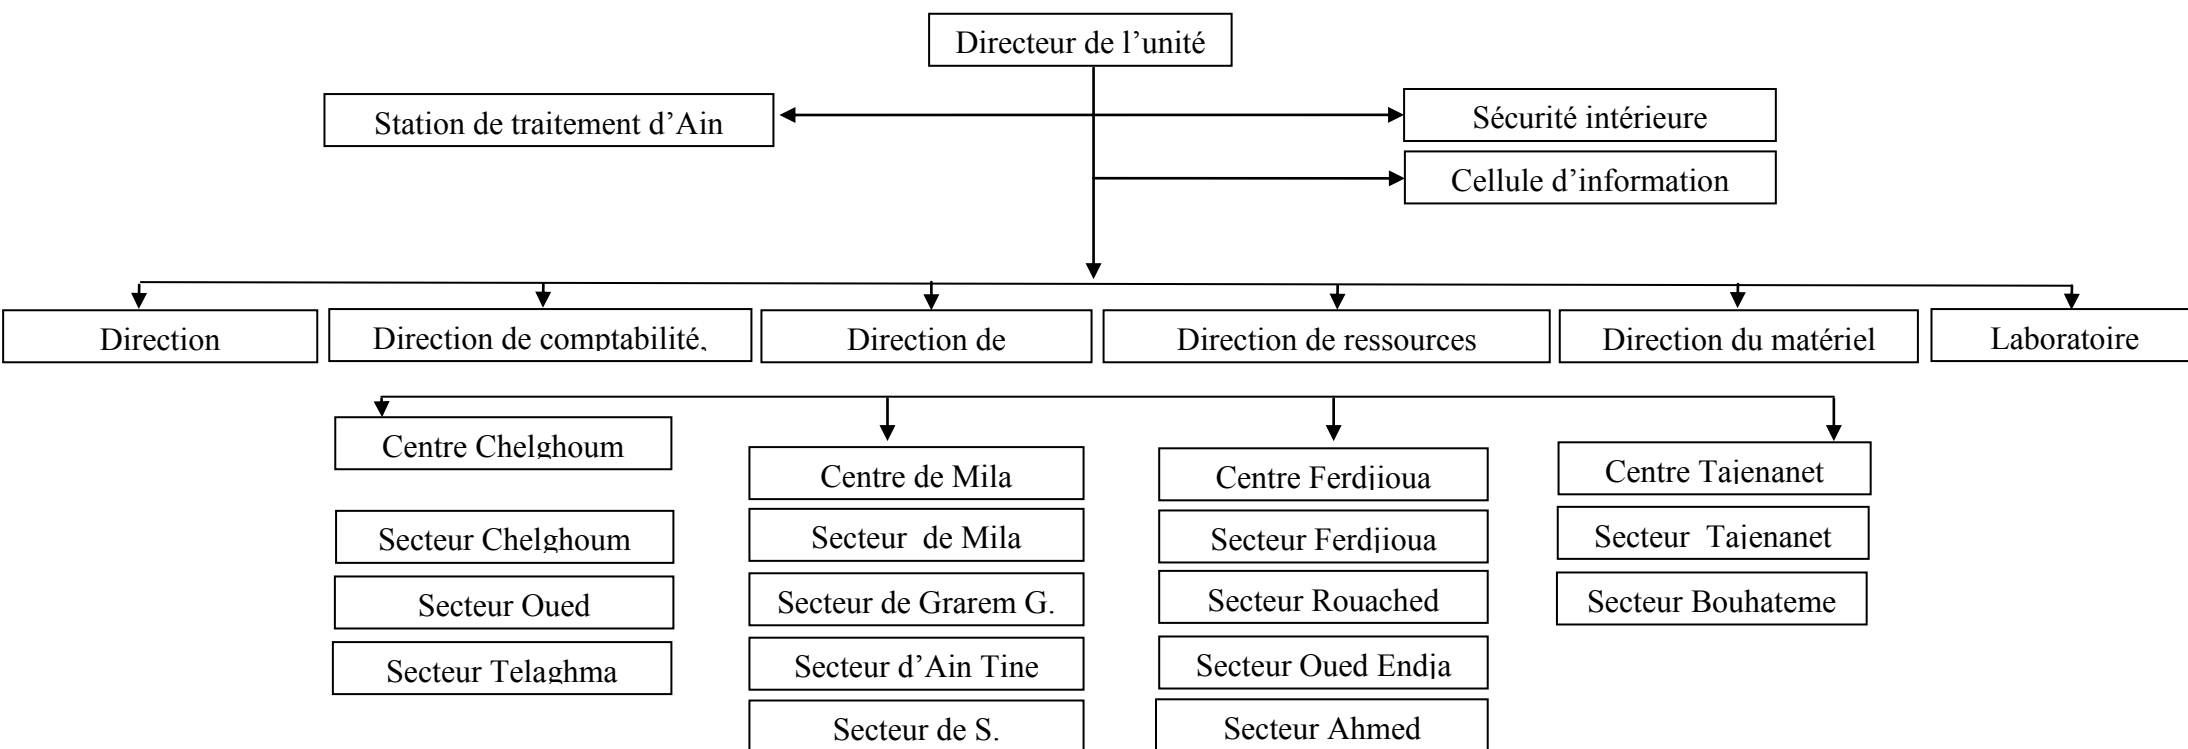 Directeur de l’unité
Station de traitement d’Ain
Sécurité intérieure
Cellule d’information
Direction
Direction de comptabilité,
Direction de
Direction de ressources
Direction du matériel
Laboratoire
Centre Chelghoum
Centre de Mila
Centre Ferdjioua
Centre Tajenanet
Secteur Chelghoum
Secteur de Mila
Secteur Ferdjioua
Secteur Tajenanet
Secteur Oued
Secteur de Grarem G.
Secteur Rouached
Secteur Bouhateme
Secteur Telaghma
Secteur d’Ain Tine
Secteur Oued Endja
Secteur de S.
Secteur Ahmed